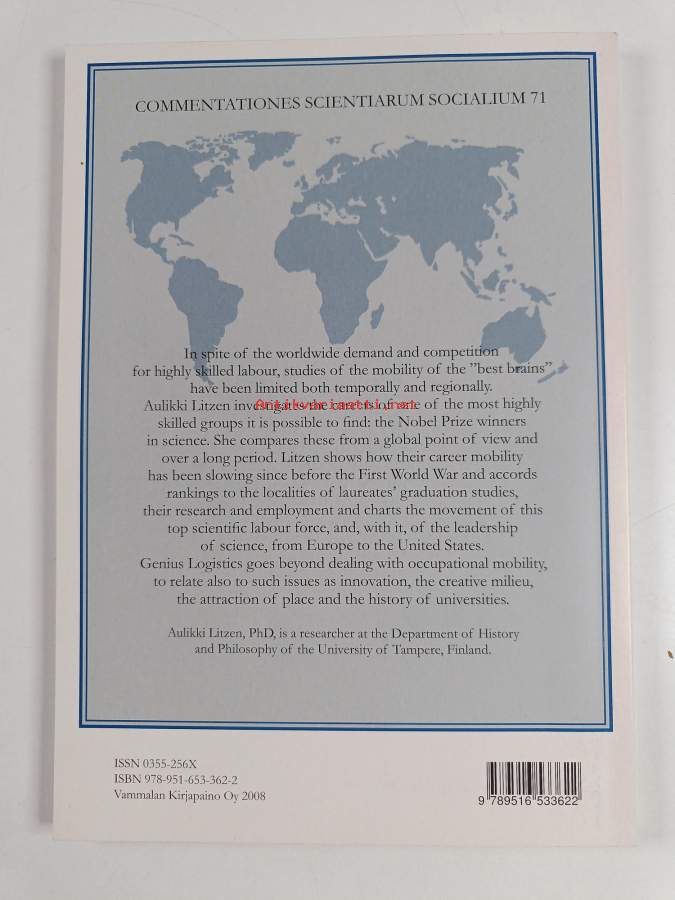 COMMENTATIONES SCIENTIARUM SOCIALIUM 71
In spite of the worldwide demand and competition
for highly skilled labour, studies of the mobility of the ”best brains”
have been limited both temporally and regionally.
Aulikki Litzen investigates the careers of one of the most highly
Antikvariaatti.net
skilled groups it is possible to find: the Nobel Prize winners
in science. She compares these from a global point of view and
over a long period. Litzen shows how their career mobility
has been slowing since before the First World War and accords
rankings to the localities of laureates’ graduation studies,
their research and employment and charts the movement of this
top scientific labour force, and, with it, of the leadership
of science, from Europe to the United States.
Genius Logistics goes beyond dealing with occupational mobility,
to relate also to such issues as innovation, the creative milieu,
the attraction of place and the history of universities.
Aulikki Litzen, PhD, is a researcher at the Department of History
and Philosophy of the University of Tampere, Finland.
ISSN 0355-256X
ISBN 978-951-653-362-2
Vammalan Kirjapaino Oy 2008
9 789516 533622